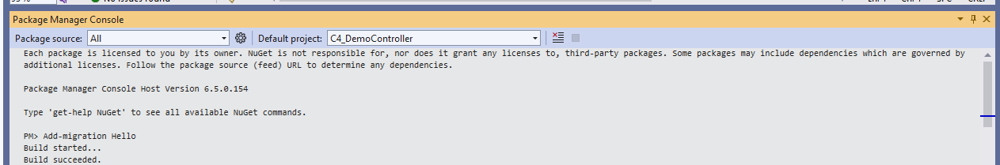 Package Manager Console
Package source: All Default project: C4_DemoController
Each package is licensed to you by its owner. NuGet is not responsible for, nor does it grant any licenses to, third-party packages. Some packages may include dependencies which are governed by
additional licenses. Follow the package source (feed) URL to determine any dependencies.
Package Manager Console Host Version 6.5.0.154
Type 'get-help NuGet' to see all available NuGet commands.
PM> Add-migration Hello
Build started...
Build succeeded.